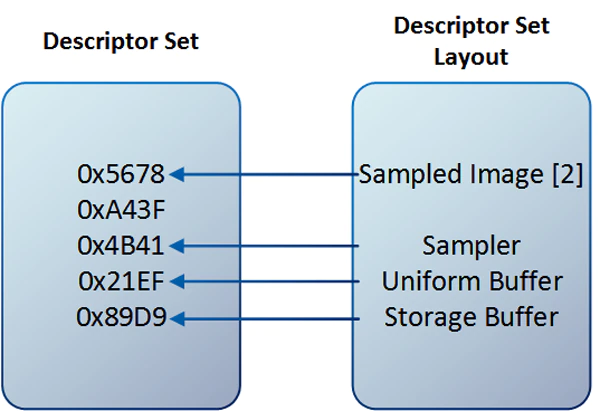 Descriptor Set
Descriptor Set
Layout
0x5678
Sampled Image [2]
0xA43F
0x4B41
Sampler
0x21EF
Uniform Buffer
0x89D9
Storage Buffer